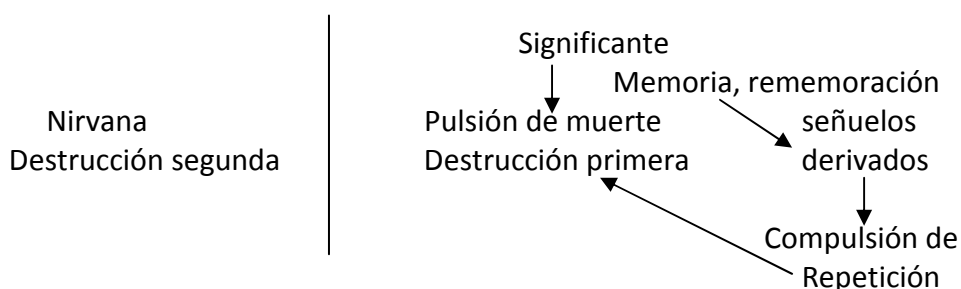 Significante
Memoria, rememoración
Nirvana
Pulsión de muerte
señuelos
Destrucción segunda
Destrucción primera
derivados
Compulsión de
Repetición